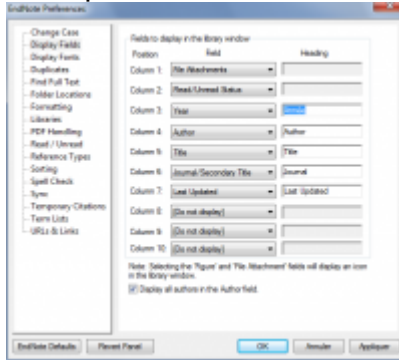 EndNote Preferences
Change Case
Display Fields
Display Fonts
Duplicates
Find Full Text
Folder Locations
Formatting
Libraries
PDF Handling
Read / Unread
Reference Types
Sorting
Spell Check
Sync
Temporary Citations
Term Lists
URLs & Links
Fields to display in the library window
Position Field Heading
Column 1: File Attachments
Column 2: Read/Unread Status
Column 3: Year
Column 4: Author Author
Column 5: Title Title
Column 6: Journal/Secondary Title Journal
Column 7: Last Updated Last Updated
Column 8: (Do not display)
Column 9: (Do not display)
Column 10: (Do not display)
Note: Selecting the 'Figure' and 'File Attachment' fields will display an icon
in the library window.
Display all authors in the Author field.
EndNote Defaults Revert Panel OK Annuler Appliquer